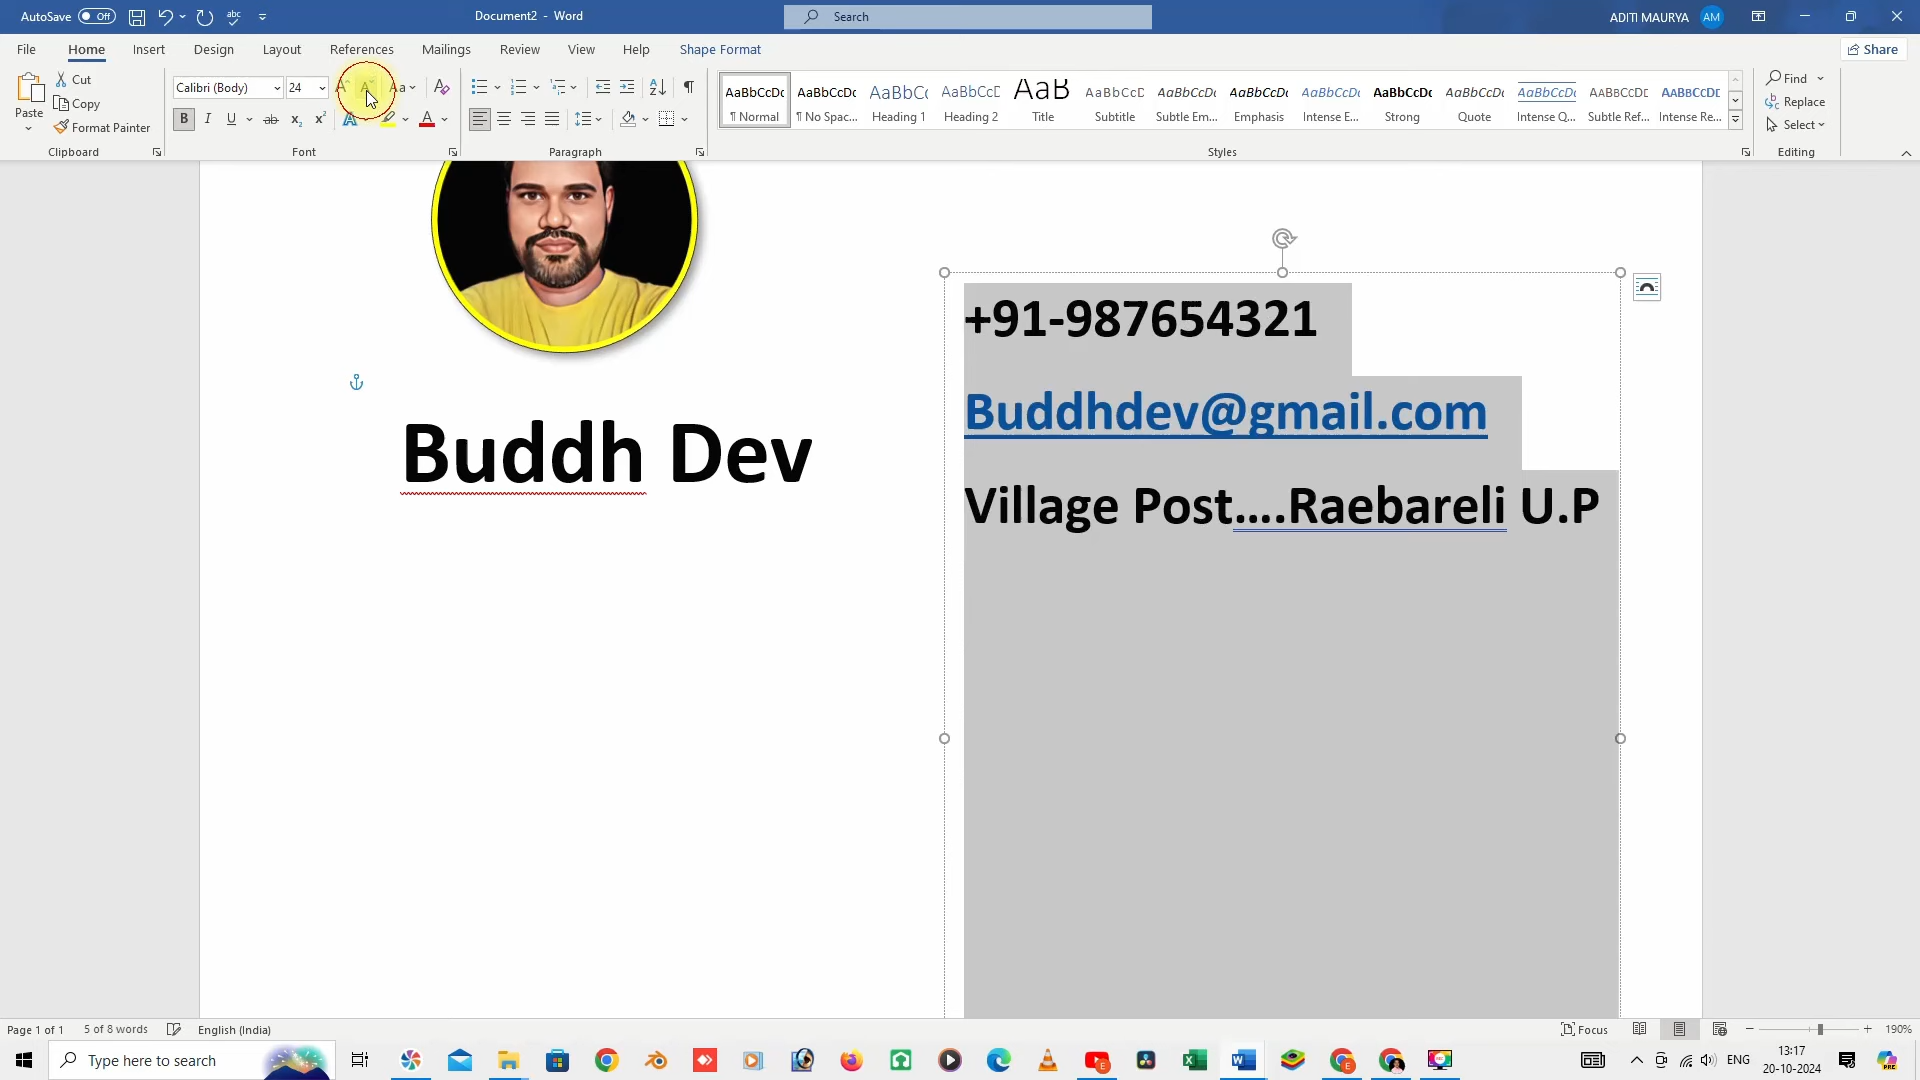 AutoSave Off
Document2 - Word
Search
ADITI MAURYA AM
File Home Insert Design Layout References Mailings Review View Help Shape Format
Share
Paste
Cut
Copy
Format Painter
Clipboard
Calibri (Body) 24
Font
Paragraph
AaBbCcDc AaBbCcDc AaBbCc AaBbCcD AaB AaBbCcD AaBbCcDc AaBbCcDc AaBbCcDc AaBbCcDc AaBbCcDc AaBbCcDc AaBbCcDd AaBbCcDc
¶ Normal ¶ No Spac... Heading 1 Heading 2 Title Subtitle Subtle Em... Emphasis Intense E... Strong Quote Intense Q... Subtle Ref... Intense Re...
Styles
Find
Replace
Select
Editing
Buddh Dev
+91-987654321
Buddhdev@gmail.com
Village Post....Raebareli U.P
Page 1 of 1 5 of 8 words English (India)
Focus
190%
Type here to search
ENG
13:17
20-10-2024